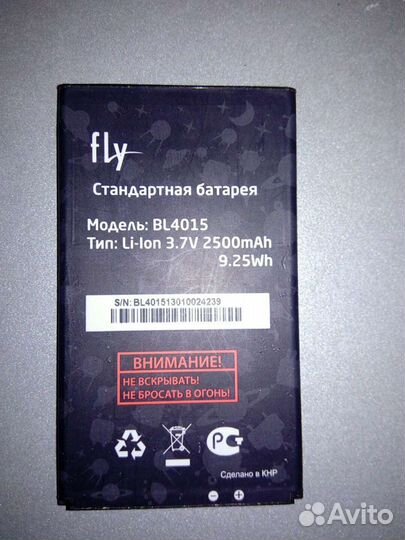 fly
Стандартная батарея
Модель: BL4015
Тип: Li-Ion 3.7V 2500mAh
9.25Wh
S/N: BL401513010024239
ВНИМАНИЕ!
НЕ ВСКРЫВАТЬ!
НЕ БРОСАТЬ В ОГОНЬ!
Сделано в КНР
Avito